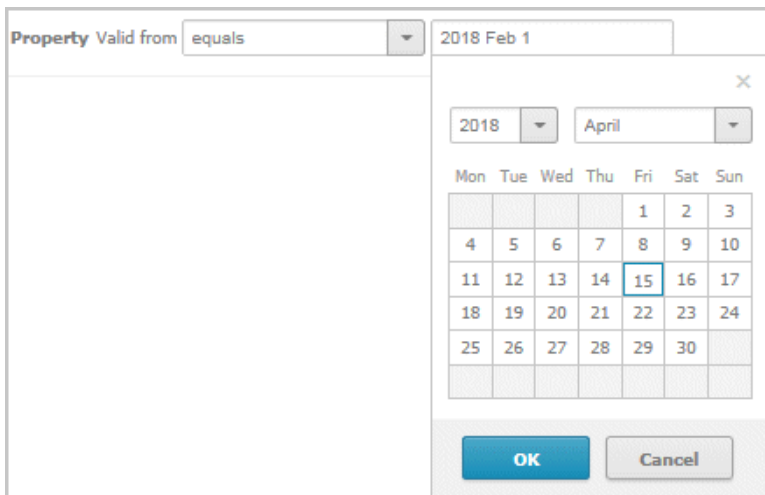 Property Valid from equals 2018 Feb 1
×
2018 April
Mon Tue Wed Thu Fri Sat Sun
1 2 3
4 5 6 7 8 9 10
11 12 13 14 15 16 17
18 19 20 21 22 23 24
25 26 27 28 29 30
OK Cancel